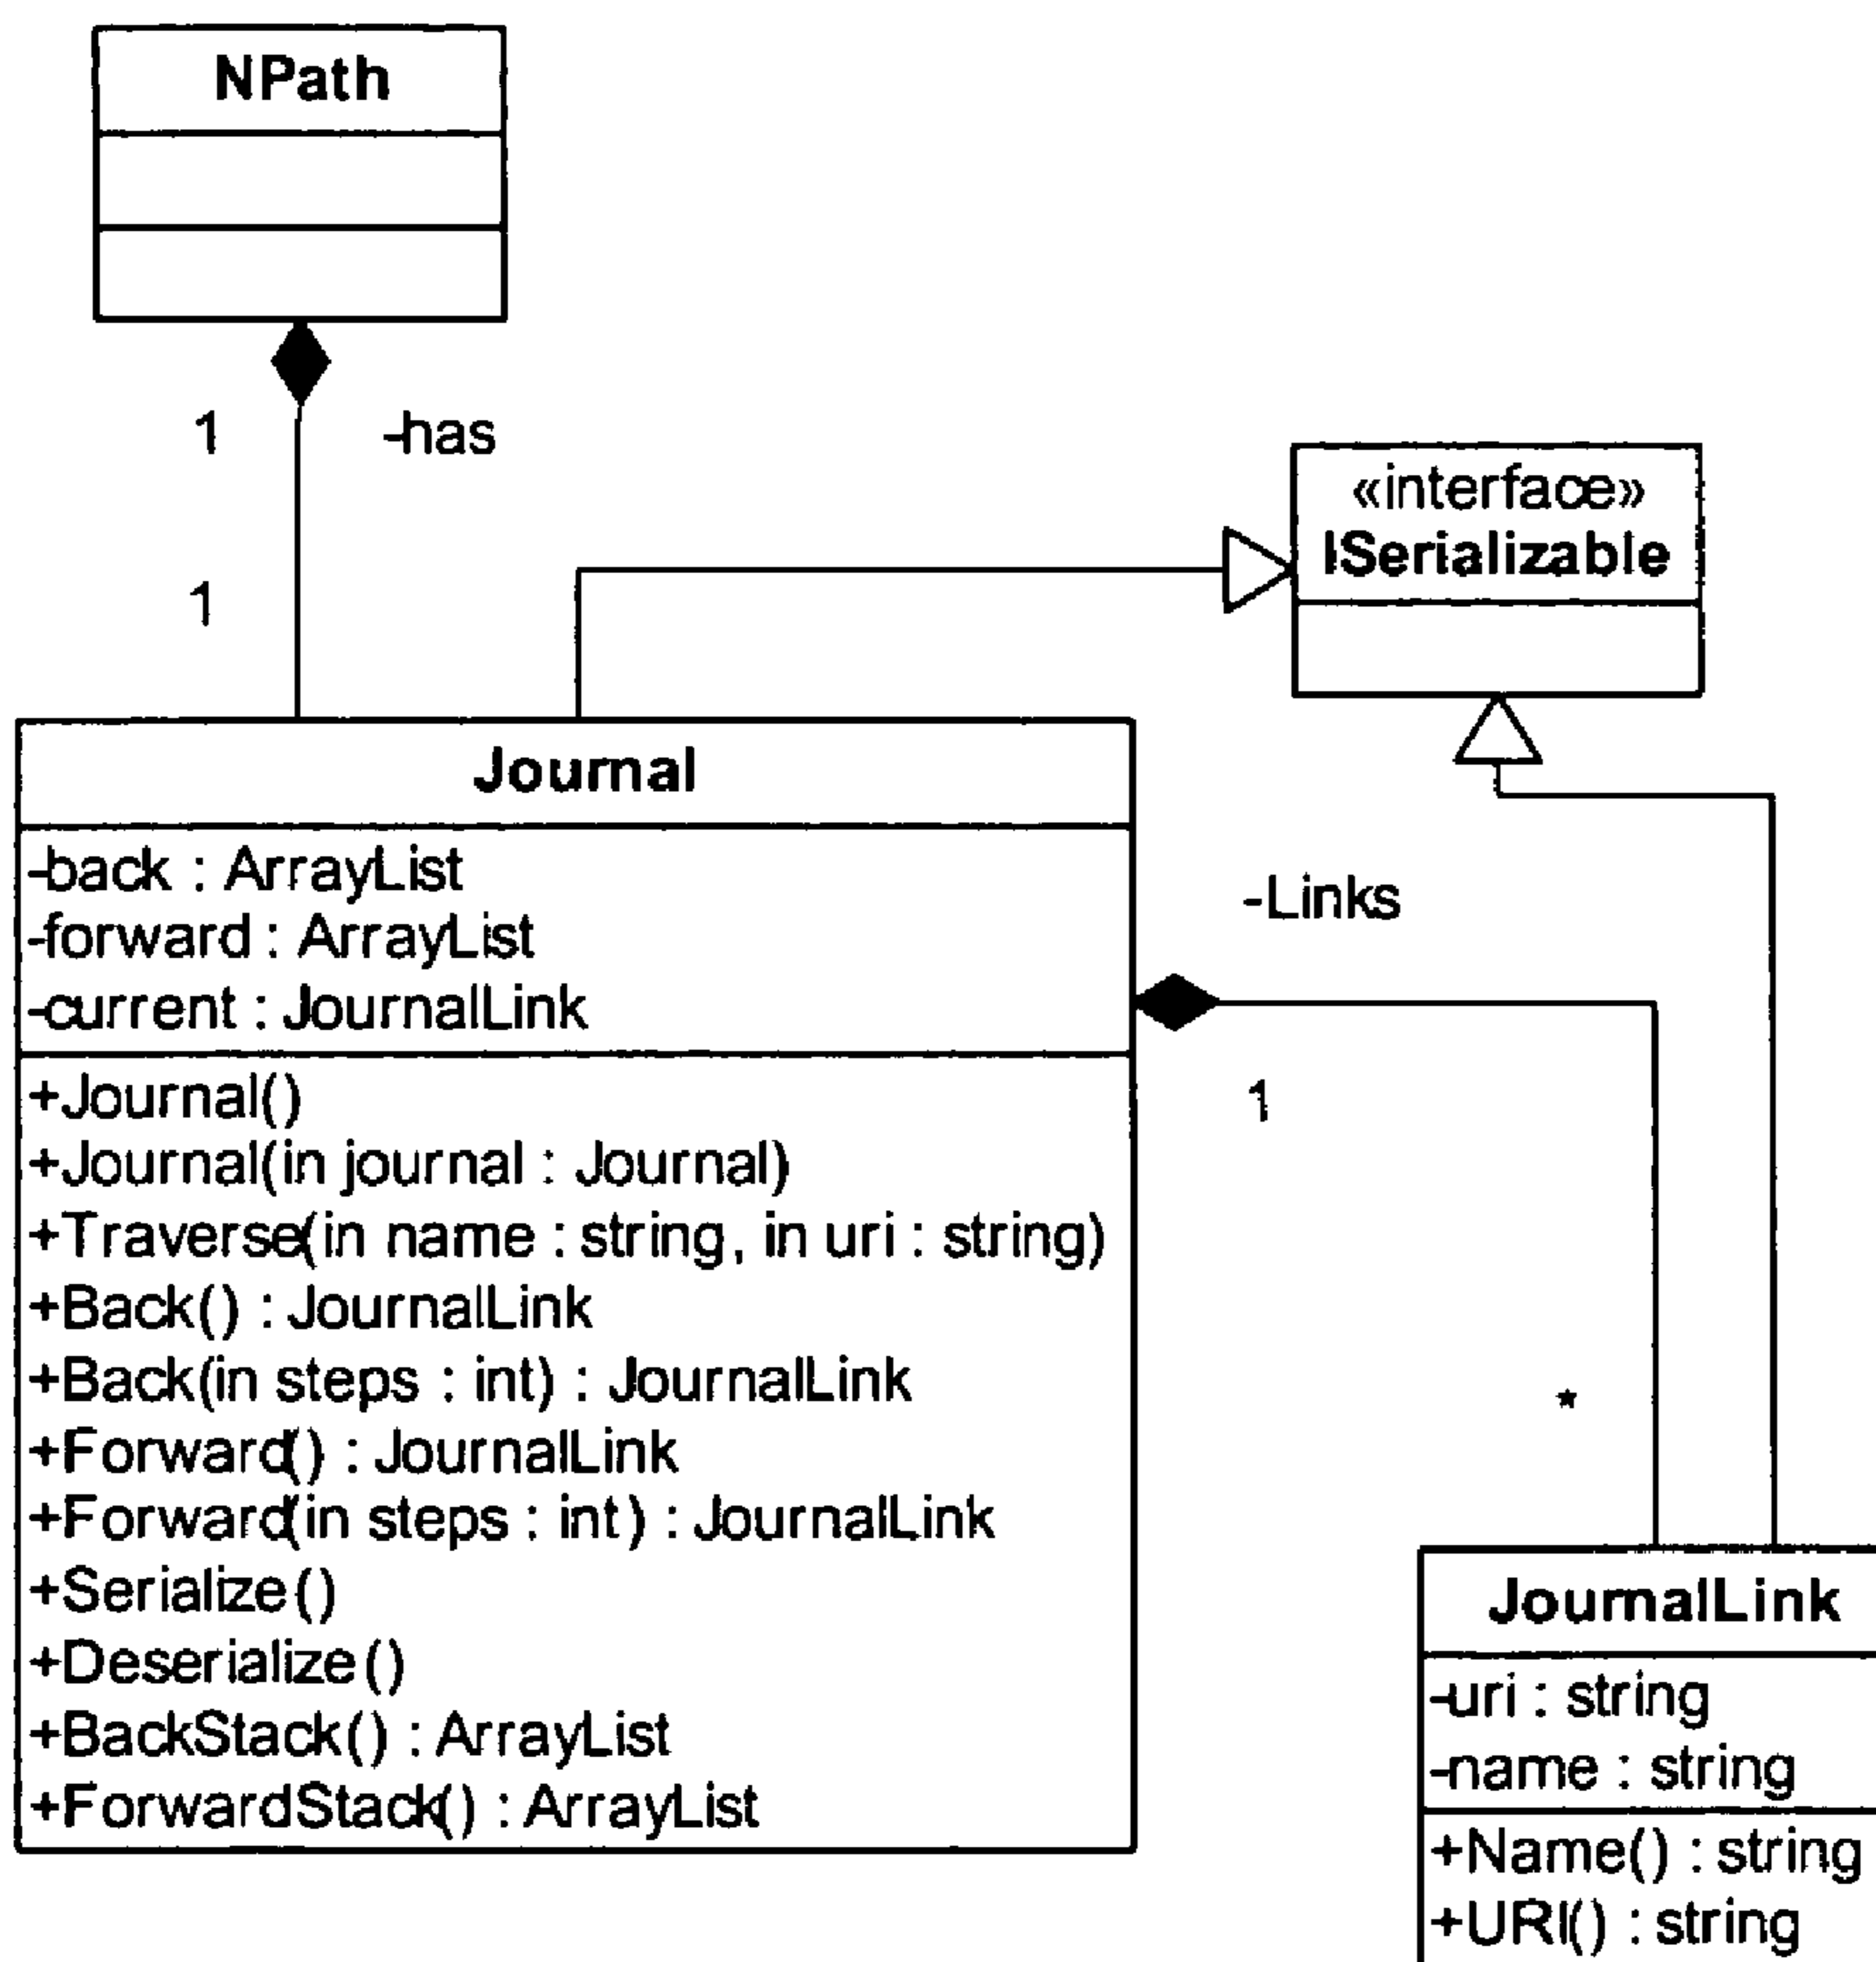 NPath
1
-has
1
«interface»
ISerializable
Journal
-back : ArrayList
-forward : ArrayList
-current : JournalLink
+Journal()
+Journal(in journal : Journal)
+Traverse(in name : string, in uri : string)
+Back() : JournalLink
+Back(in steps : int) : JournalLink
+Forward() : JournalLink
+Forward(in steps : int) : JournalLink
+Serialize()
+Deserialize()
+BackStack() : ArrayList
+ForwardStack() : ArrayList
-Links
1
*
JournalLink
-uri : string
-name : string
+Name() : string
+URI() : string